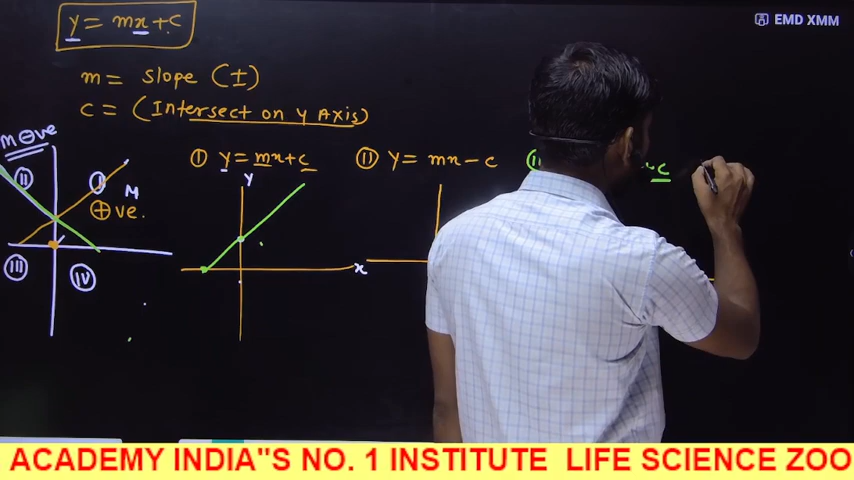 y = mx + c
EMD XMM
m = slope (±)
c = (Intersect on y Axis)
m ⊖ve
I y = mx + c II y = mx - c
II I M
⊕ ve.
y
III IV
x
c
ACADEMY INDIA"S NO. 1 INSTITUTE LIFE SCIENCE ZOO